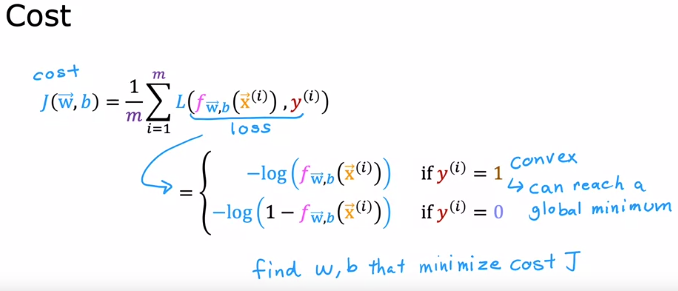 Cost
cost
J(w⃗,b) = 1/m ∑_{i=1}^{m} L(f_{w⃗,b}(x⃗^{(i)}), y^{(i)})
loss
= { −log(f_{w⃗,b}(x⃗^{(i)})) if y^{(i)} = 1
−log(1 − f_{w⃗,b}(x⃗^{(i)})) if y^{(i)} = 0
convex
↳ can reach a
global minimum
find w,b that minimize cost J